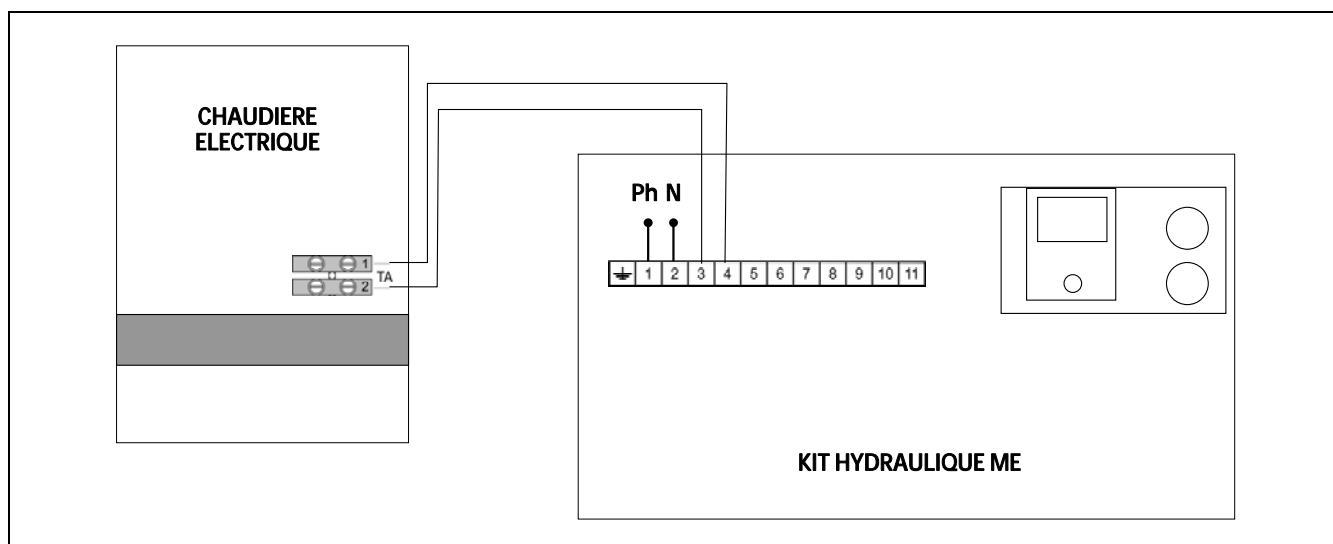 CHAUDIERE
ELECTRIQUE
1
TA
2
Ph N
1 2 3 4 5 6 7 8 9 10 11
KIT HYDRAULIQUE ME